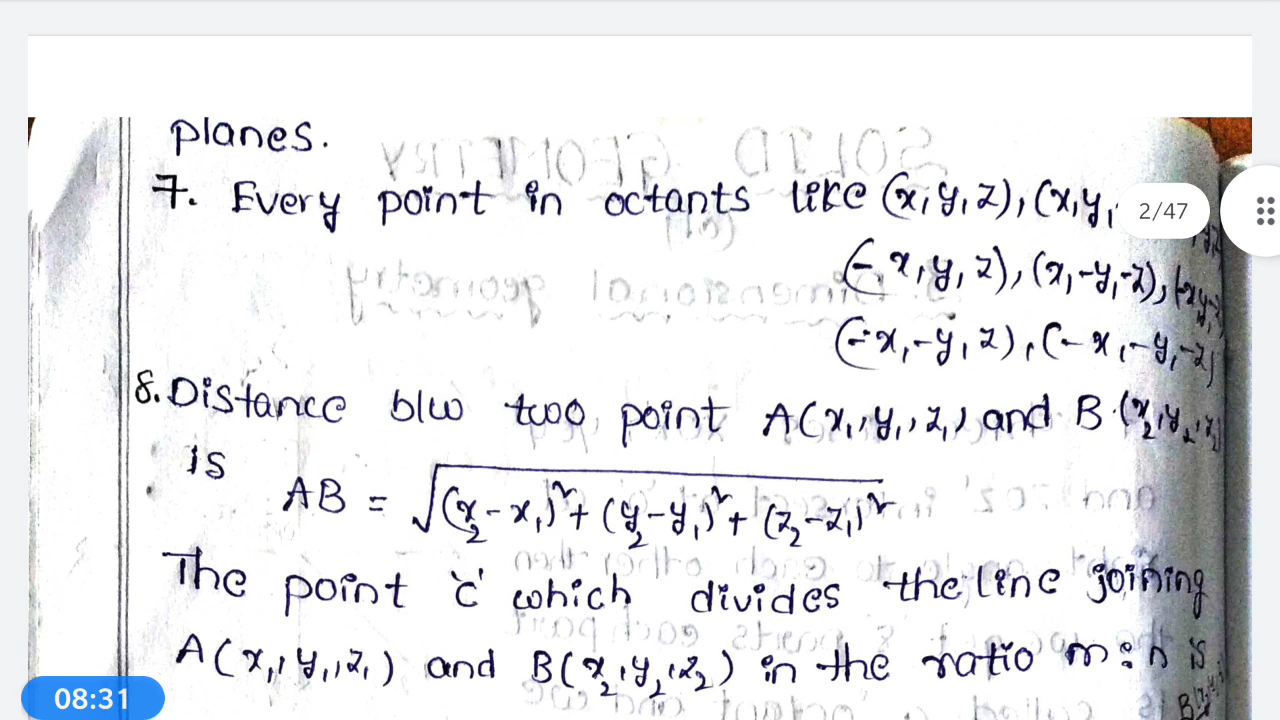 planes.
7. Every point in octants like (x,y,z), (x,y,
2/47
(-x,y,z), (x,-y,-z),
(-x,-y,z), (-x,-y,-z)
8. Distance b/w two point A(x₁,y₁,z₁) and B(x₂,y₂,z₂)
is
AB = √(x₂-x₁)²+(y₂-y₁)²+(z₂-z₁)²
The point 'c' which divides the line joining
A(x₁,y₁,z₁) and B(x₂,y₂,z₂) in the ratio m:n is
08:31